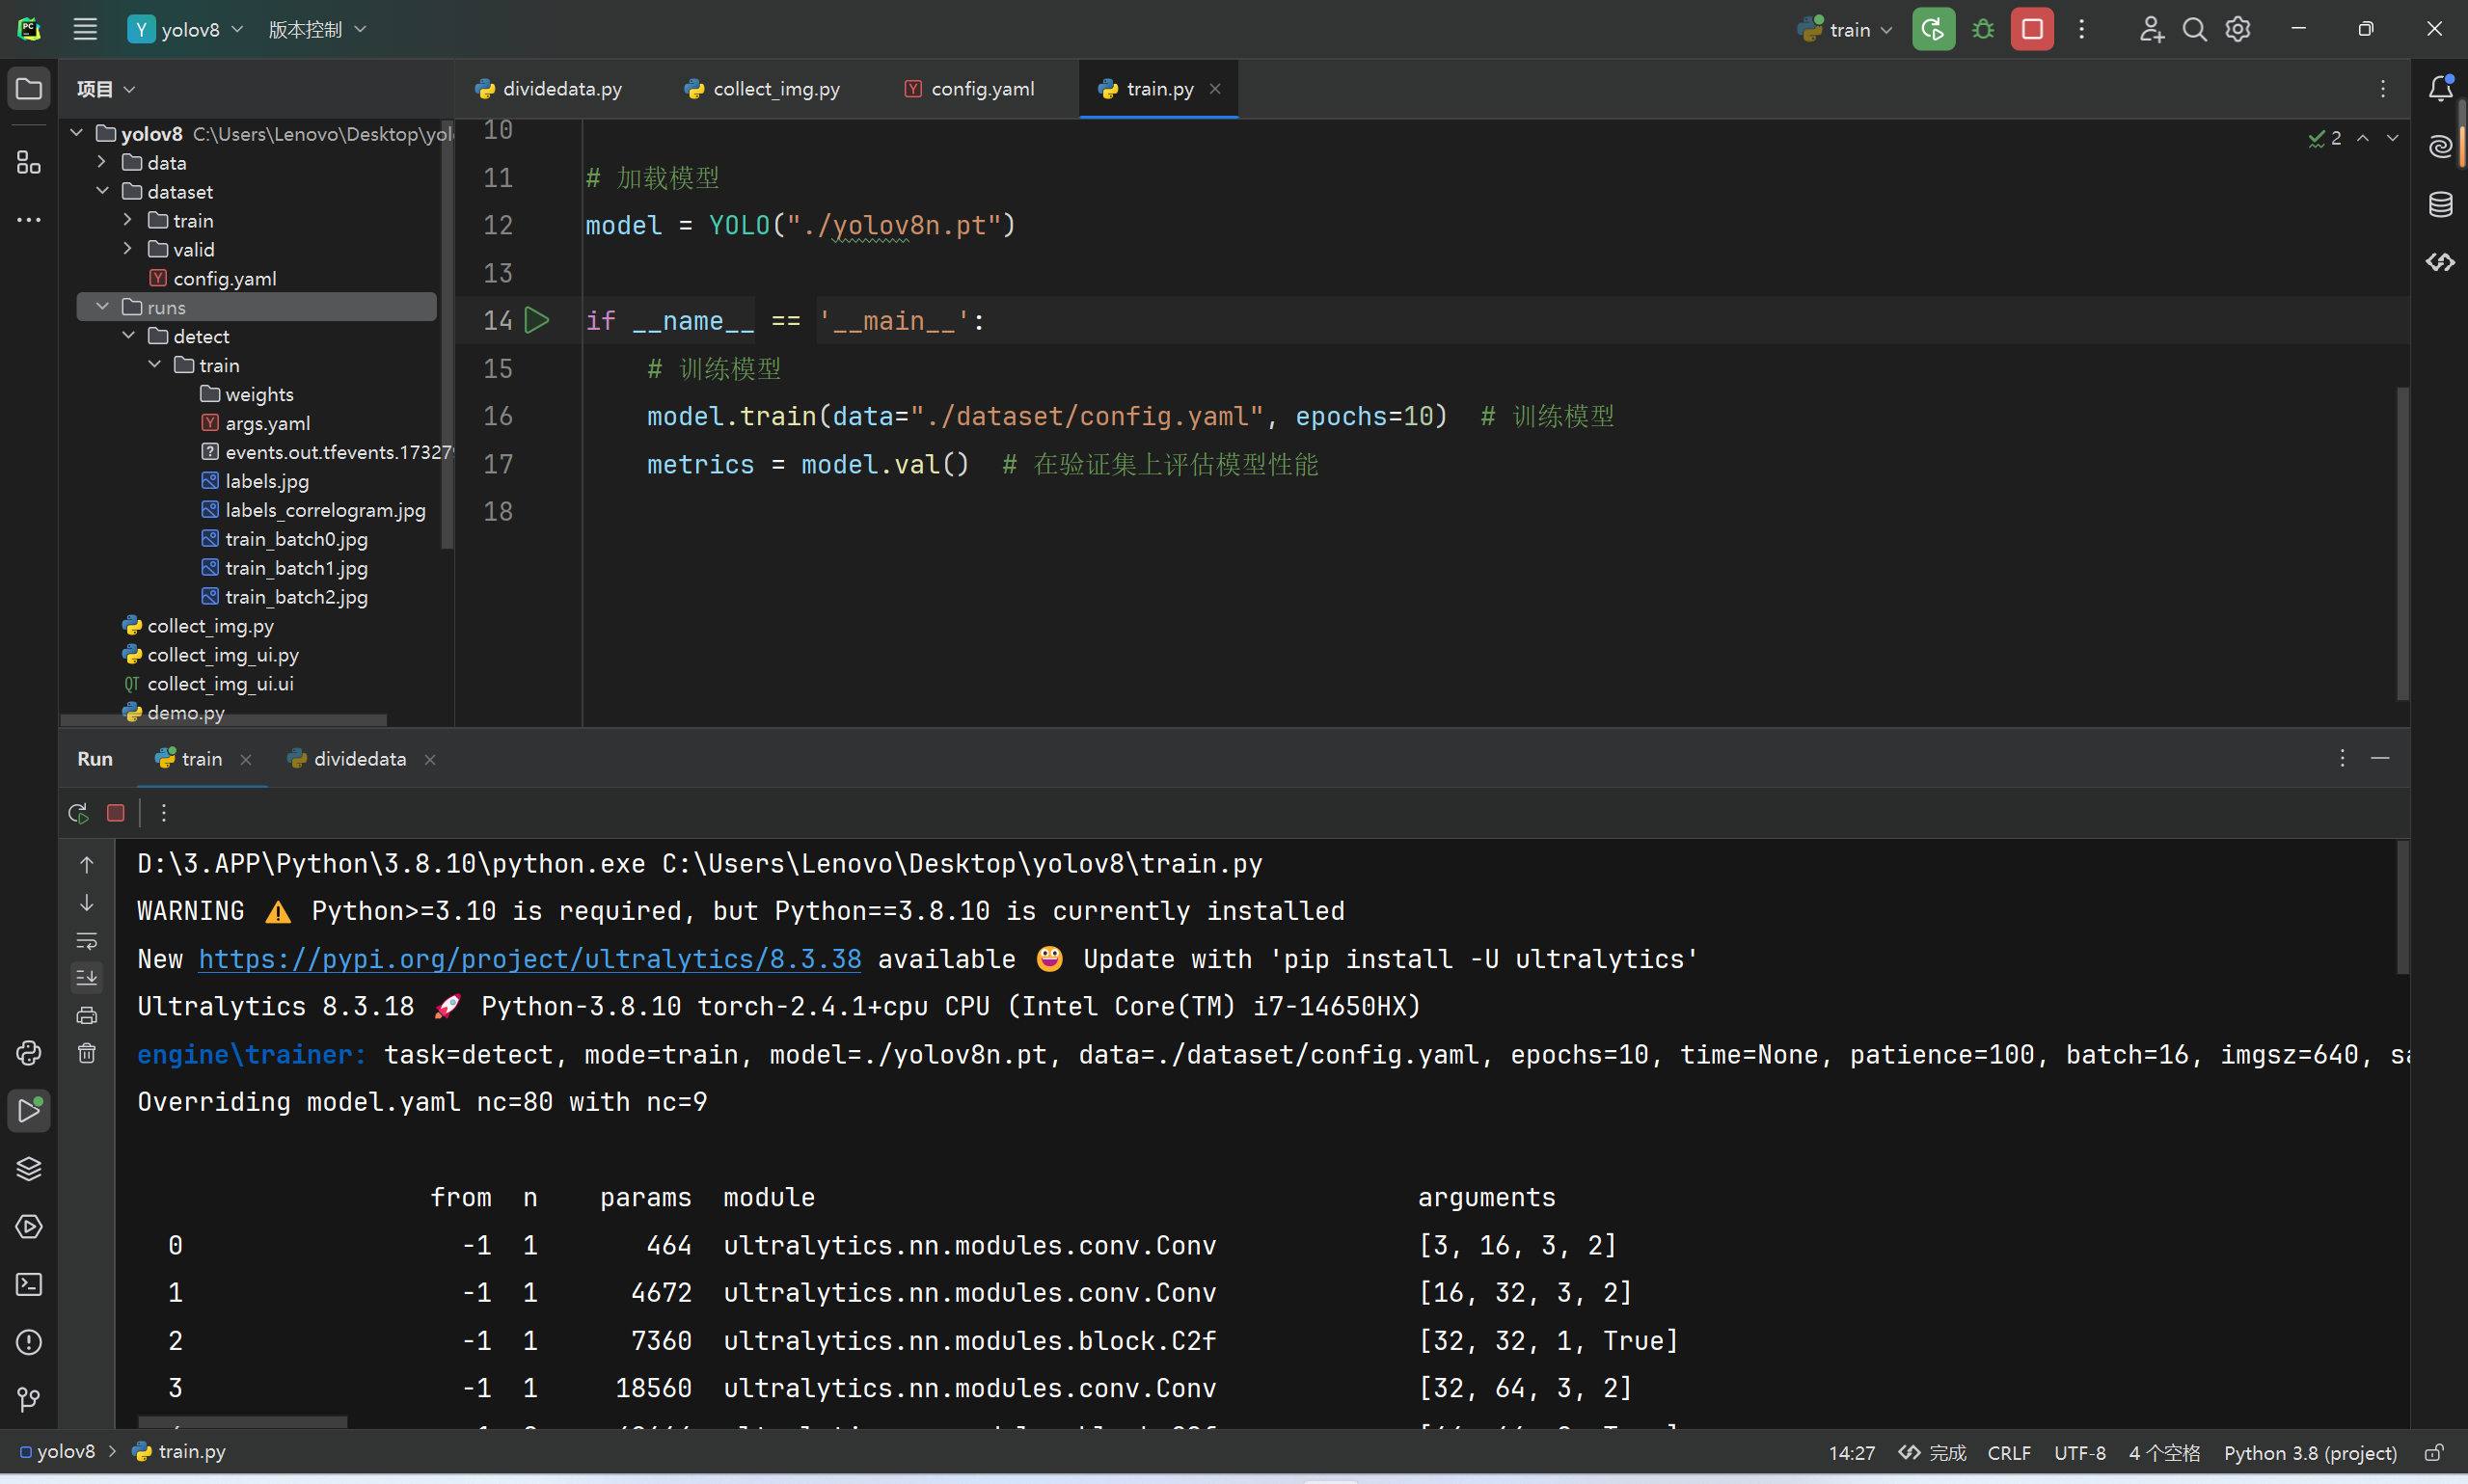 Y yolov8 版本控制 train
项目
dividedata.py collect_img.py config.yaml train.py
yolov8 C:\Users\Lenovo\Desktop\yol
data
dataset
train
valid
config.yaml
runs
detect
train
weights
args.yaml
events.out.tfevents.17327
labels.jpg
labels_correlogram.jpg
train_batch0.jpg
train_batch1.jpg
train_batch2.jpg
collect_img.py
collect_img_ui.py
QT collect_img_ui.ui
demo.py
2
10
11 # 加载模型
12 model = YOLO("./yolov8n.pt")
13
14 if __name__ == '__main__':
15 # 训练模型
16 model.train(data="./dataset/config.yaml", epochs=10) # 训练模型
17 metrics = model.val() # 在验证集上评估模型性能
18
Run train dividedata
D:\3.APP\Python\3.8.10\python.exe C:\Users\Lenovo\Desktop\yolov8\train.py
WARNING ⚠️ Python>=3.10 is required, but Python==3.8.10 is currently installed
New https://pypi.org/project/ultralytics/8.3.38 available 😃 Update with 'pip install -U ultralytics'
Ultralytics 8.3.18 🚀 Python-3.8.10 torch-2.4.1+cpu CPU (Intel Core(TM) i7-14650HX)
engine\trainer: task=detect, mode=train, model=./yolov8n.pt, data=./dataset/config.yaml, epochs=10, time=None, patience=100, batch=16, imgsz=640, sa
Overriding model.yaml nc=80 with nc=9
from n params module arguments
0 -1 1 464 ultralytics.nn.modules.conv.Conv [3, 16, 3, 2]
1 -1 1 4672 ultralytics.nn.modules.conv.Conv [16, 32, 3, 2]
2 -1 1 7360 ultralytics.nn.modules.block.C2f [32, 32, 1, True]
3 -1 1 18560 ultralytics.nn.modules.conv.Conv [32, 64, 3, 2]
yolov8 > train.py 14:27 完成 CRLF UTF-8 4 个空格 Python 3.8 (project)